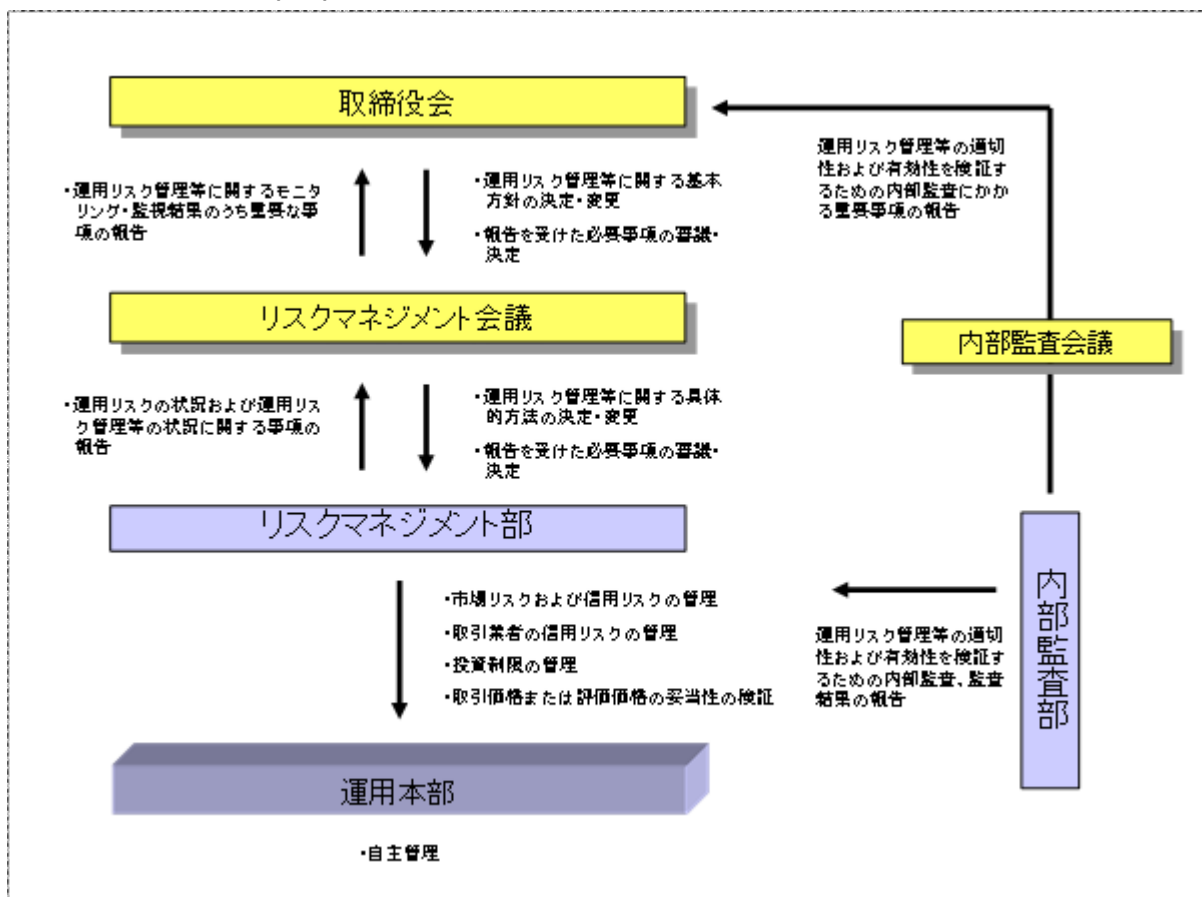 取締役会
・運用リスク管理等に関するモニ
タリング・監視結果のうち重要な事
項の報告
・運用リスク管理等に関する基本
方針の決定・変更
・報告を受けた必要事項の審議・
決定
運用リスク管理等の適切
性および有効性を検証す
るための内部監査にかか
る重要事項の報告
リスクマネジメント会議
内部監査会議
・運用リスクの状況および運用リス
ク管理等の状況に関する事項の
報告
・運用リスク管理等に関する具体
的方法の決定・変更
・報告を受けた必要事項の審議・
決定
リスクマネジメント部
・市場リスクおよび信用リスクの管理
・取引業者の信用リスクの管理
・投資制限の管理
・取引価格または評価価格の妥当性の検証
運用リスク管理等の適切
性および有効性を検証す
るための内部監査、監査
結果の報告
内部監査部
運用本部
・自主管理